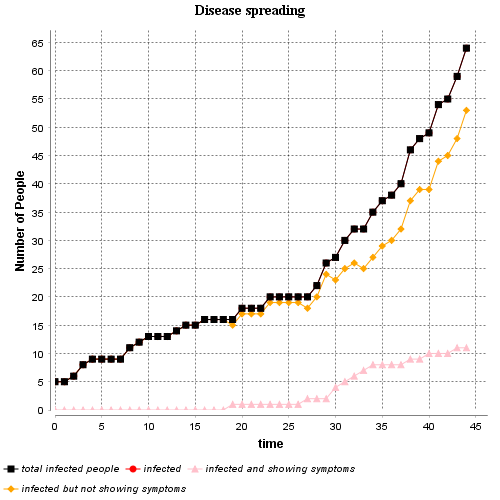 Disease spreading
65
60
55
50
45
40
35
30
25
20
15
10
5
0
Number of People
0 5 10 15 20 25 30 35 40 45
time
total infected people infected infected and showing symptoms
infected but not showing symptoms